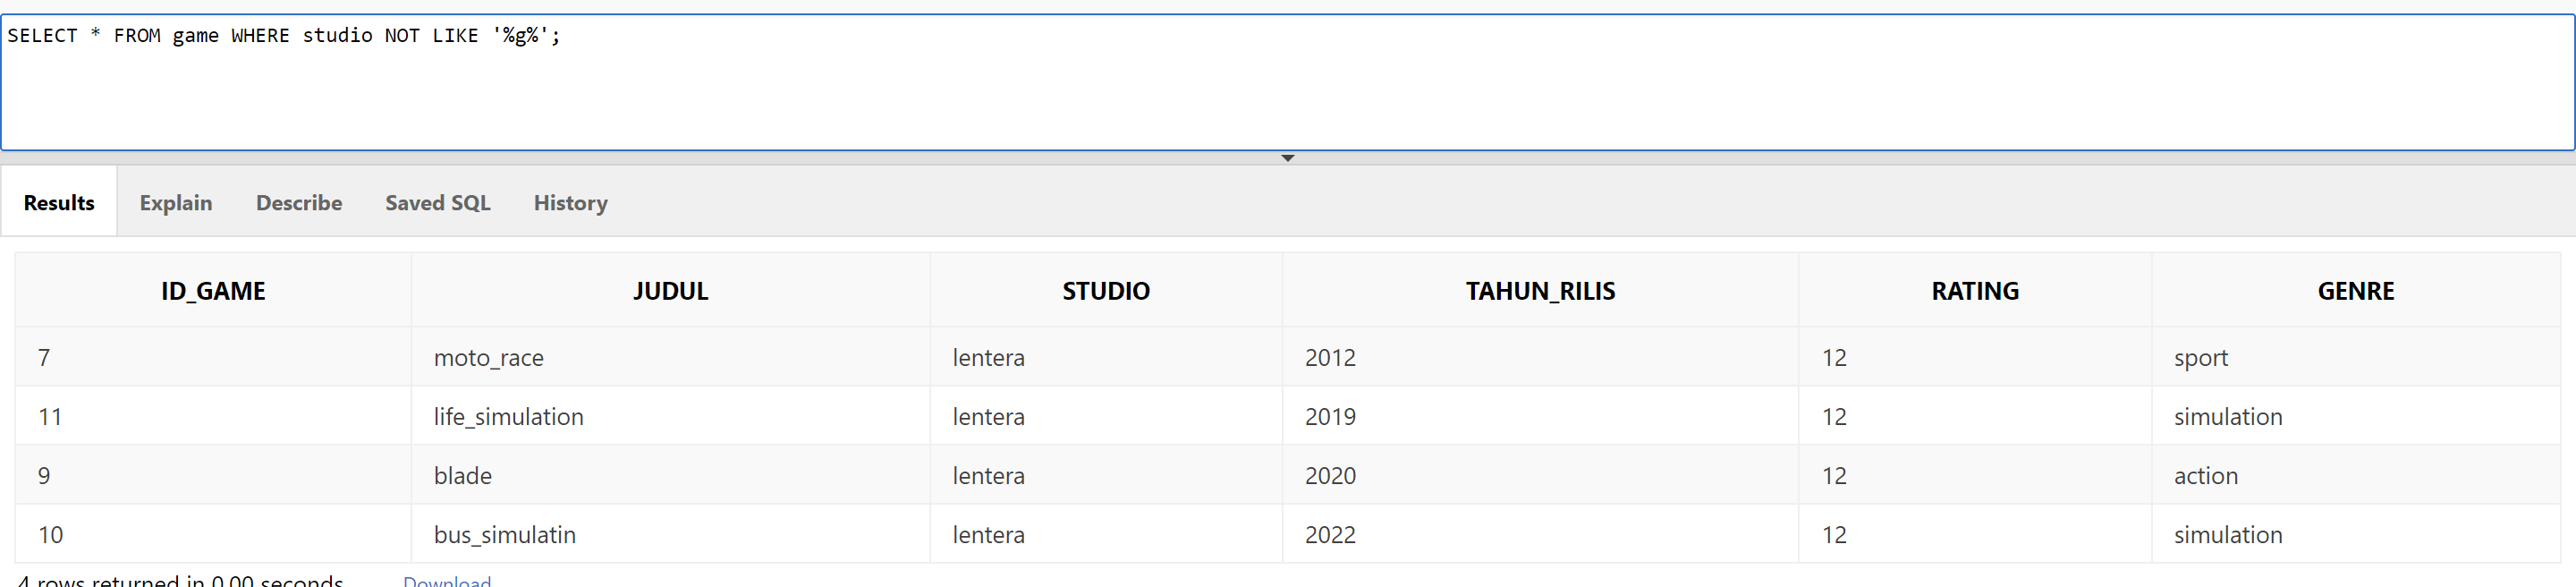 SELECT * FROM game WHERE studio NOT LIKE '%g%';
Results Explain Describe Saved SQL History
ID_GAME JUDUL STUDIO TAHUN_RILIS RATING GENRE
7 moto_race lentera 2012 12 sport
11 life_simulation lentera 2019 12 simulation
9 blade lentera 2020 12 action
10 bus_simulatin lentera 2022 12 simulation
4 rows returned in 0.00 seconds Download